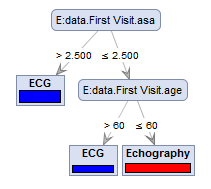 E:data.First Visit.asa
> 2.500 ≤ 2.500
ECG
E:data.First Visit.age
> 60 ≤ 60
ECG Echography